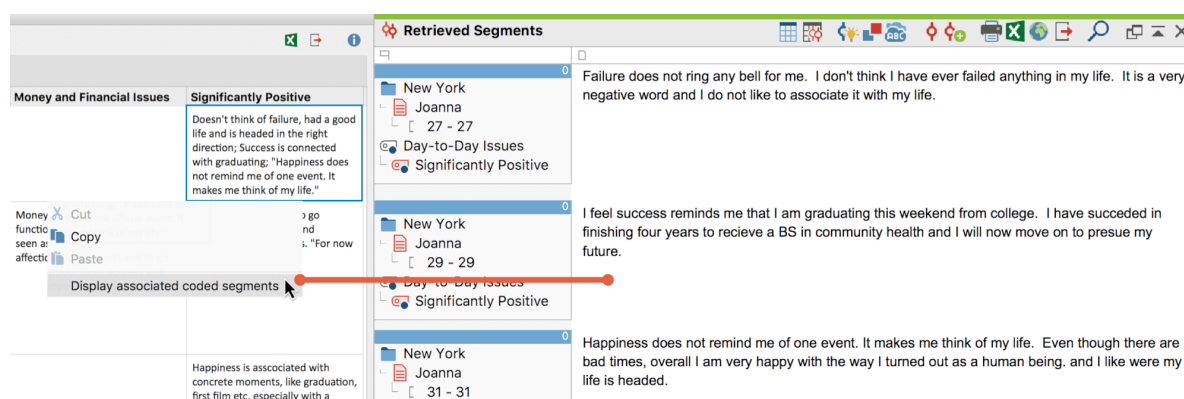 Money and Financial Issues
Significantly Positive
Doesn't think of failure, had a good
life and is headed in the right
direction; Success is connected
with graduating; "Happiness does
not remind me of one event. It
makes me think of my life."
Money
functio
seen as
affectio
go
nd
s. "For now
Cut
Copy
Paste
Display associated coded segments
Happiness is asscociated with
concrete moments, like graduation,
first film etc. especially with a
Retrieved Segments
ABC
0
New York
Joanna
27 - 27
Day-to-Day Issues
Significantly Positive
Failure does not ring any bell for me. I don't think I have ever failed anything in my life. It is a very
negative word and I do not like to associate it with my life.
0
New York
Joanna
29 - 29
Day-to-Day Issues
Significantly Positive
I feel success reminds me that I am graduating this weekend from college. I have succeded in
finishing four years to recieve a BS in community health and I will now move on to presue my
future.
0
New York
Joanna
31 - 31
Happiness does not remind me of one event. It makes me think of my life. Even though there are
bad times, overall I am very happy with the way I turned out as a human being. and I like were my
life is headed.